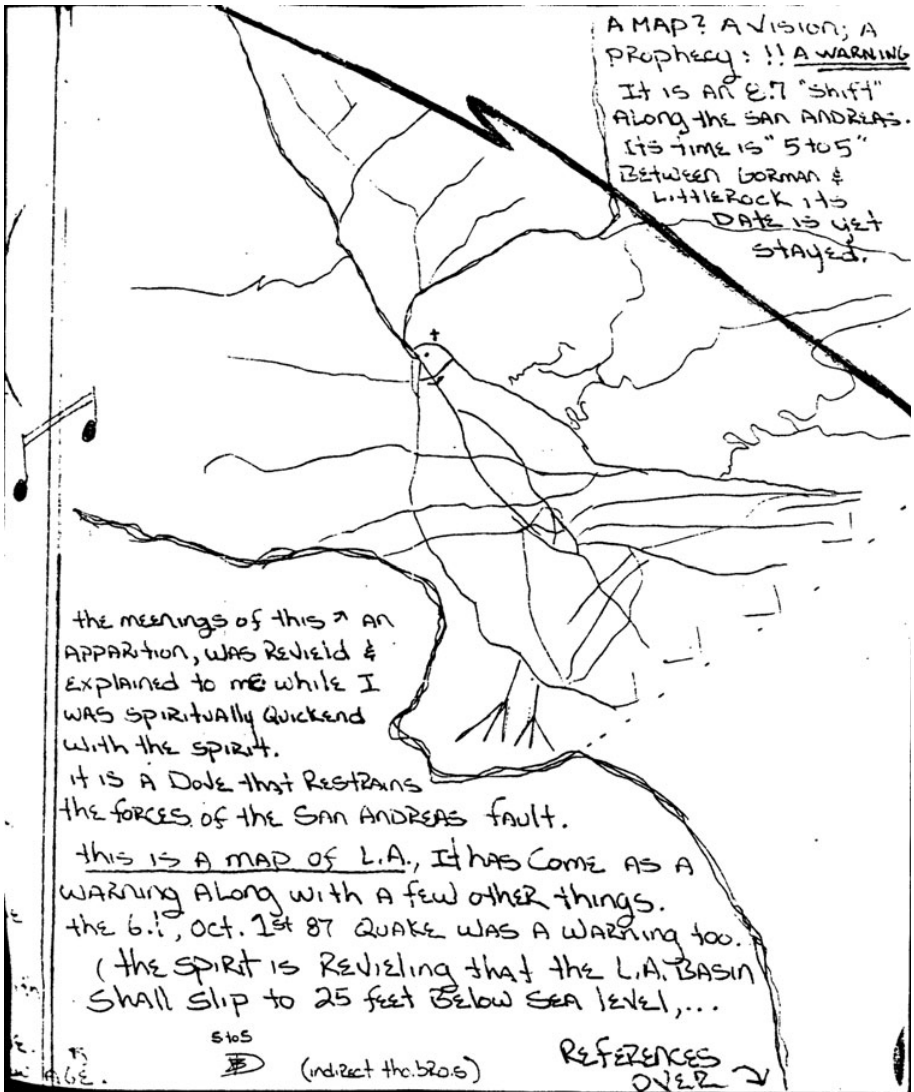 A MAP? A VISION; A
PROPHECY: !! A WARNING
It is AN 8.7 "shift"
ALONG the SAN ANDREAS.
Its time is "5 to 5"
BETWEEN GORMAN &
LittleRock its
DATE IS YET
STAYED.
the meenings of this AN
APPARition, WAS REVIEID &
EXPLAINED to me while I
WAS SPIRITUALLY QUICKEND
with the SPIRIT.
it is A DOVE that RESTRAINS
the FORCES OF the SAN ANDREAS fAULT.
this is A MAP OF L.A., It HAS COME AS A
WARNING ALONG with A few other things.
the 6.1, Oct. 1st 87 QUAKE WAS A WARNING too.
(the SPIRIT is REVIELING that the L.A. BASIN
SHALL SLIP to 25 feet BELOW SEA LEVEL,...
5 to 5
(indirect tho.bro.s)
REFERENCES
OVER